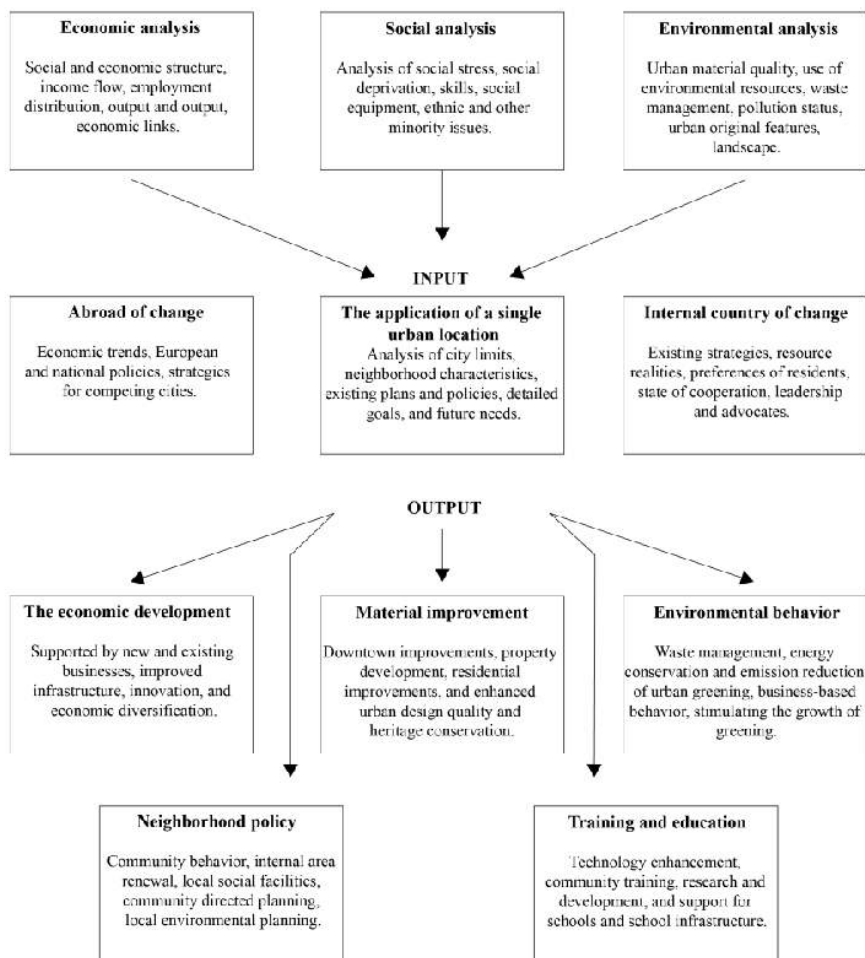 Economic analysis
Social and economic structure,
income flow, employment
distribution, output and output,
economic links.
Social analysis
Analysis of social stress, social
deprivation, skills, social
equipment, ethnic and other
minority issues.
Environmental analysis
Urban material quality, use of
environmental resources, waste
management, pollution status,
urban original features,
landscape.
INPUT
Abroad of change
Economic trends, European
and national policies, strategies
for competing cities.
The application of a single
urban location
Analysis of city limits,
neighborhood characteristics,
existing plans and policies, detailed
goals, and future needs.
Internal country of change
Existing strategies, resource
realities, preferences of residents,
state of cooperation, leadership
and advocates.
OUTPUT
The economic development
Supported by new and existing
businesses, improved
infrastructure, innovation, and
economic diversification.
Material improvement
Downtown improvements, property
development, residential
improvements, and enhanced
urban design quality and
heritage conservation.
Environmental behavior
Waste management, energy
conservation and emission reduction
of urban greening, business-based
behavior, stimulating the growth of
greening.
Neighborhood policy
Community behavior, internal area
renewal, local social facilities,
community directed planning,
local environmental planning.
Training and education
Technology enhancement,
community training, research and
development, and support for
schools and school infrastructure.